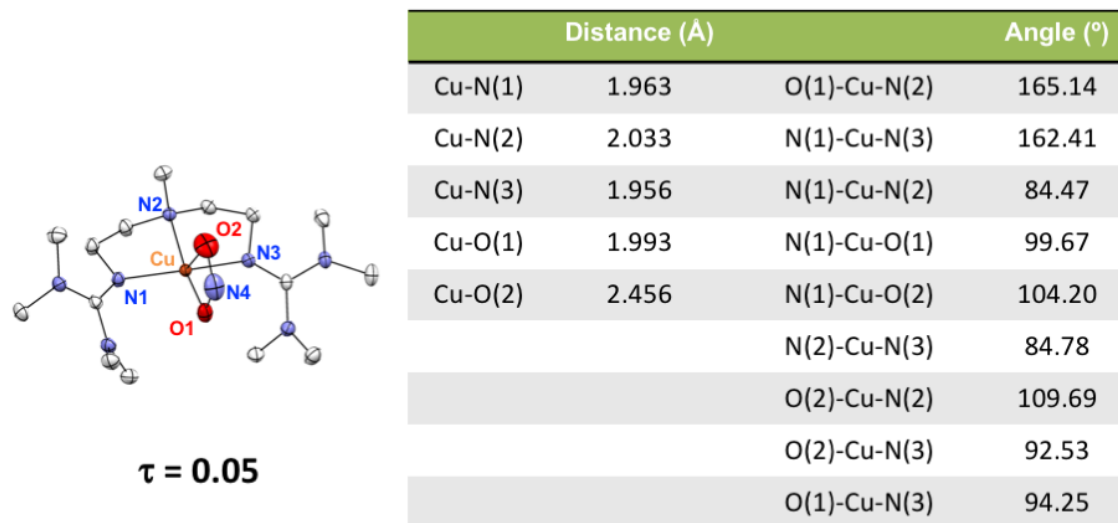 Distance (Å) Angle (º)
Cu-N(1) 1.963 O(1)-Cu-N(2) 165.14
Cu-N(2) 2.033 N(1)-Cu-N(3) 162.41
Cu-N(3) 1.956 N(1)-Cu-N(2) 84.47
Cu-O(1) 1.993 N(1)-Cu-O(1) 99.67
Cu-O(2) 2.456 N(1)-Cu-O(2) 104.20
N(2)-Cu-N(3) 84.78
O(2)-Cu-N(2) 109.69
O(2)-Cu-N(3) 92.53
O(1)-Cu-N(3) 94.25
N2
O2
Cu
N3
N1
N4
O1
τ = 0.05